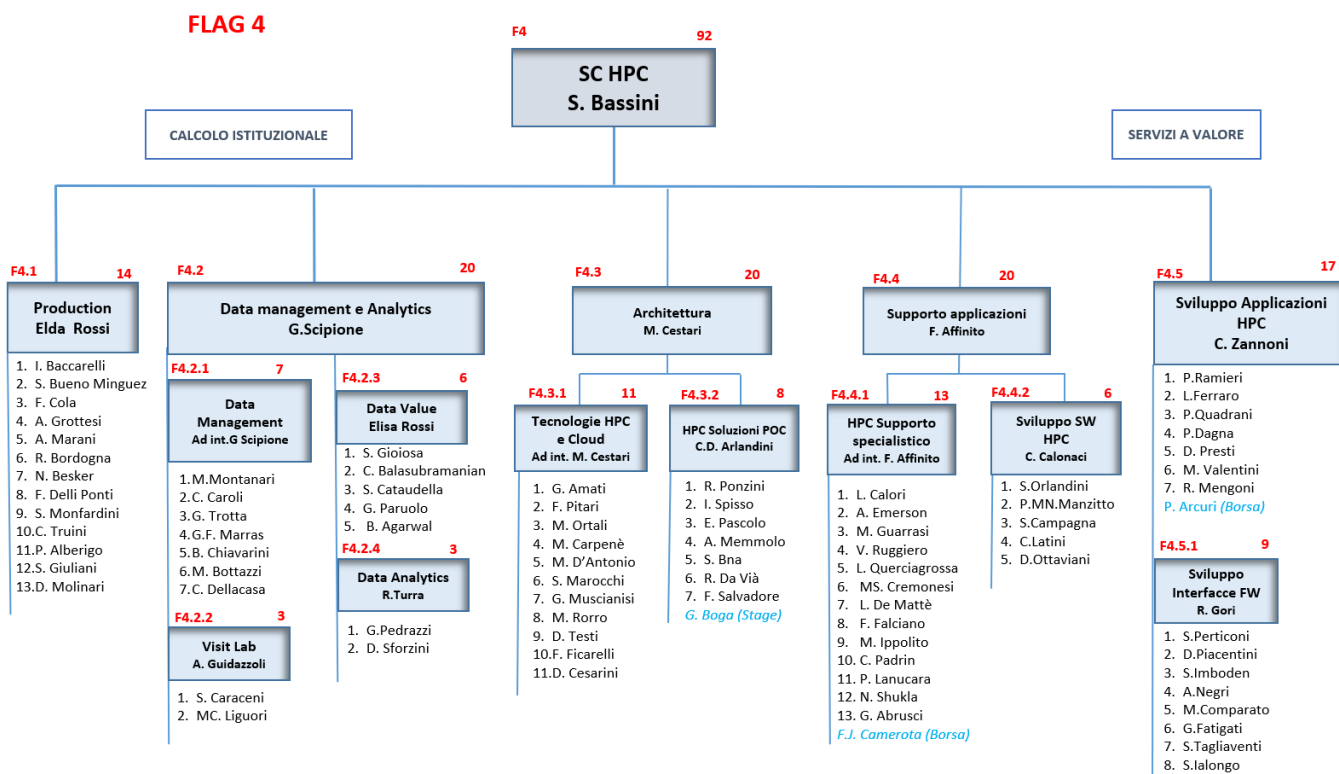 FLAG 4
F4 92
SC HPC
S. Bassini
CALCOLO ISTITUZIONALE
SERVIZI A VALORE
F4.1 14
Production
Elda Rossi
1. I. Baccarelli
2. S. Bueno Minguez
3. F. Cola
4. A. Grottesi
5. A. Marani
6. R. Bordogna
7. N. Besker
8. F. Delli Ponti
9. S. Monfardini
10.C. Truini
11.P. Alberigo
12.S. Giuliani
13.D. Molinari
F4.2 20
Data management e Analytics
G.Scipione
F4.2.1 7
Data
Management
Ad int.G Scipione
1.M.Montanari
2.C. Caroli
3.G. Trotta
4.G.F. Marras
5.B. Chiavarini
6.M. Bottazzi
7.C. Dellacasa
F4.2.2 3
Visit Lab
A. Guidazzoli
1. S. Caraceni
2. MC. Liguori
F4.2.3 6
Data Value
Elisa Rossi
1. S. Gioiosa
2. C. Balasubramanian
3. S. Cataudella
4. G. Paruolo
5. B. Agarwal
F4.2.4 3
Data Analytics
R.Turra
1. G.Pedrazzi
2. D. Sforzini
F4.3 20
Architettura
M. Cestari
F4.3.1 11
Tecnologie HPC
e Cloud
Ad int. M. Cestari
1. G. Amati
2. F. Pitari
3. M. Ortali
4. M. Carpenè
5. M. D'Antonio
6. S. Marocchi
7. G. Muscianisi
8. M. Rorro
9. D. Testi
10.F. Ficarelli
11.D. Cesarini
F4.3.2 8
HPC Soluzioni POC
C.D. Arlandini
1. R. Ponzini
2. I. Spisso
3. E. Pascolo
4. A. Memmolo
5. S. Bna
6. R. Da Vià
7. F. Salvadore
G. Boga (Stage)
F4.4 20
Supporto applicazioni
F. Affinito
F4.4.1 13
HPC Supporto
specialistico
Ad int. F. Affinito
1. L. Calori
2. A. Emerson
3. M. Guarrasi
4. V. Ruggiero
5. L. Querciagrossa
6. MS. Cremonesi
7. L. De Mattè
8. F. Falciano
9. M. Ippolito
10. C. Padrin
11. P. Lanucara
12. N. Shukla
13. G. Abrusci
F.J. Camerota (Borsa)
F4.4.2 6
Sviluppo SW
HPC
C. Calonaci
1. S.Orlandini
2. P.MN.Manzitto
3. S.Campagna
4. C.Latini
5. D.Ottaviani
F4.5 17
Sviluppo Applicazioni
HPC
C. Zannoni
1. P.Ramieri
2. L.Ferraro
3. P.Quadrani
4. P.Dagna
5. D. Presti
6. M. Valentini
7. R. Mengoni
P. Arcuri (Borsa)
F4.5.1 9
Sviluppo
Interfacce FW
R. Gori
1. S.Perticoni
2. D.Piacentini
3. S.Imboden
4. A.Negri
5. M.Comparato
6. G.Fatigati
7. S.Tagliaventi
8. S.Ialongo